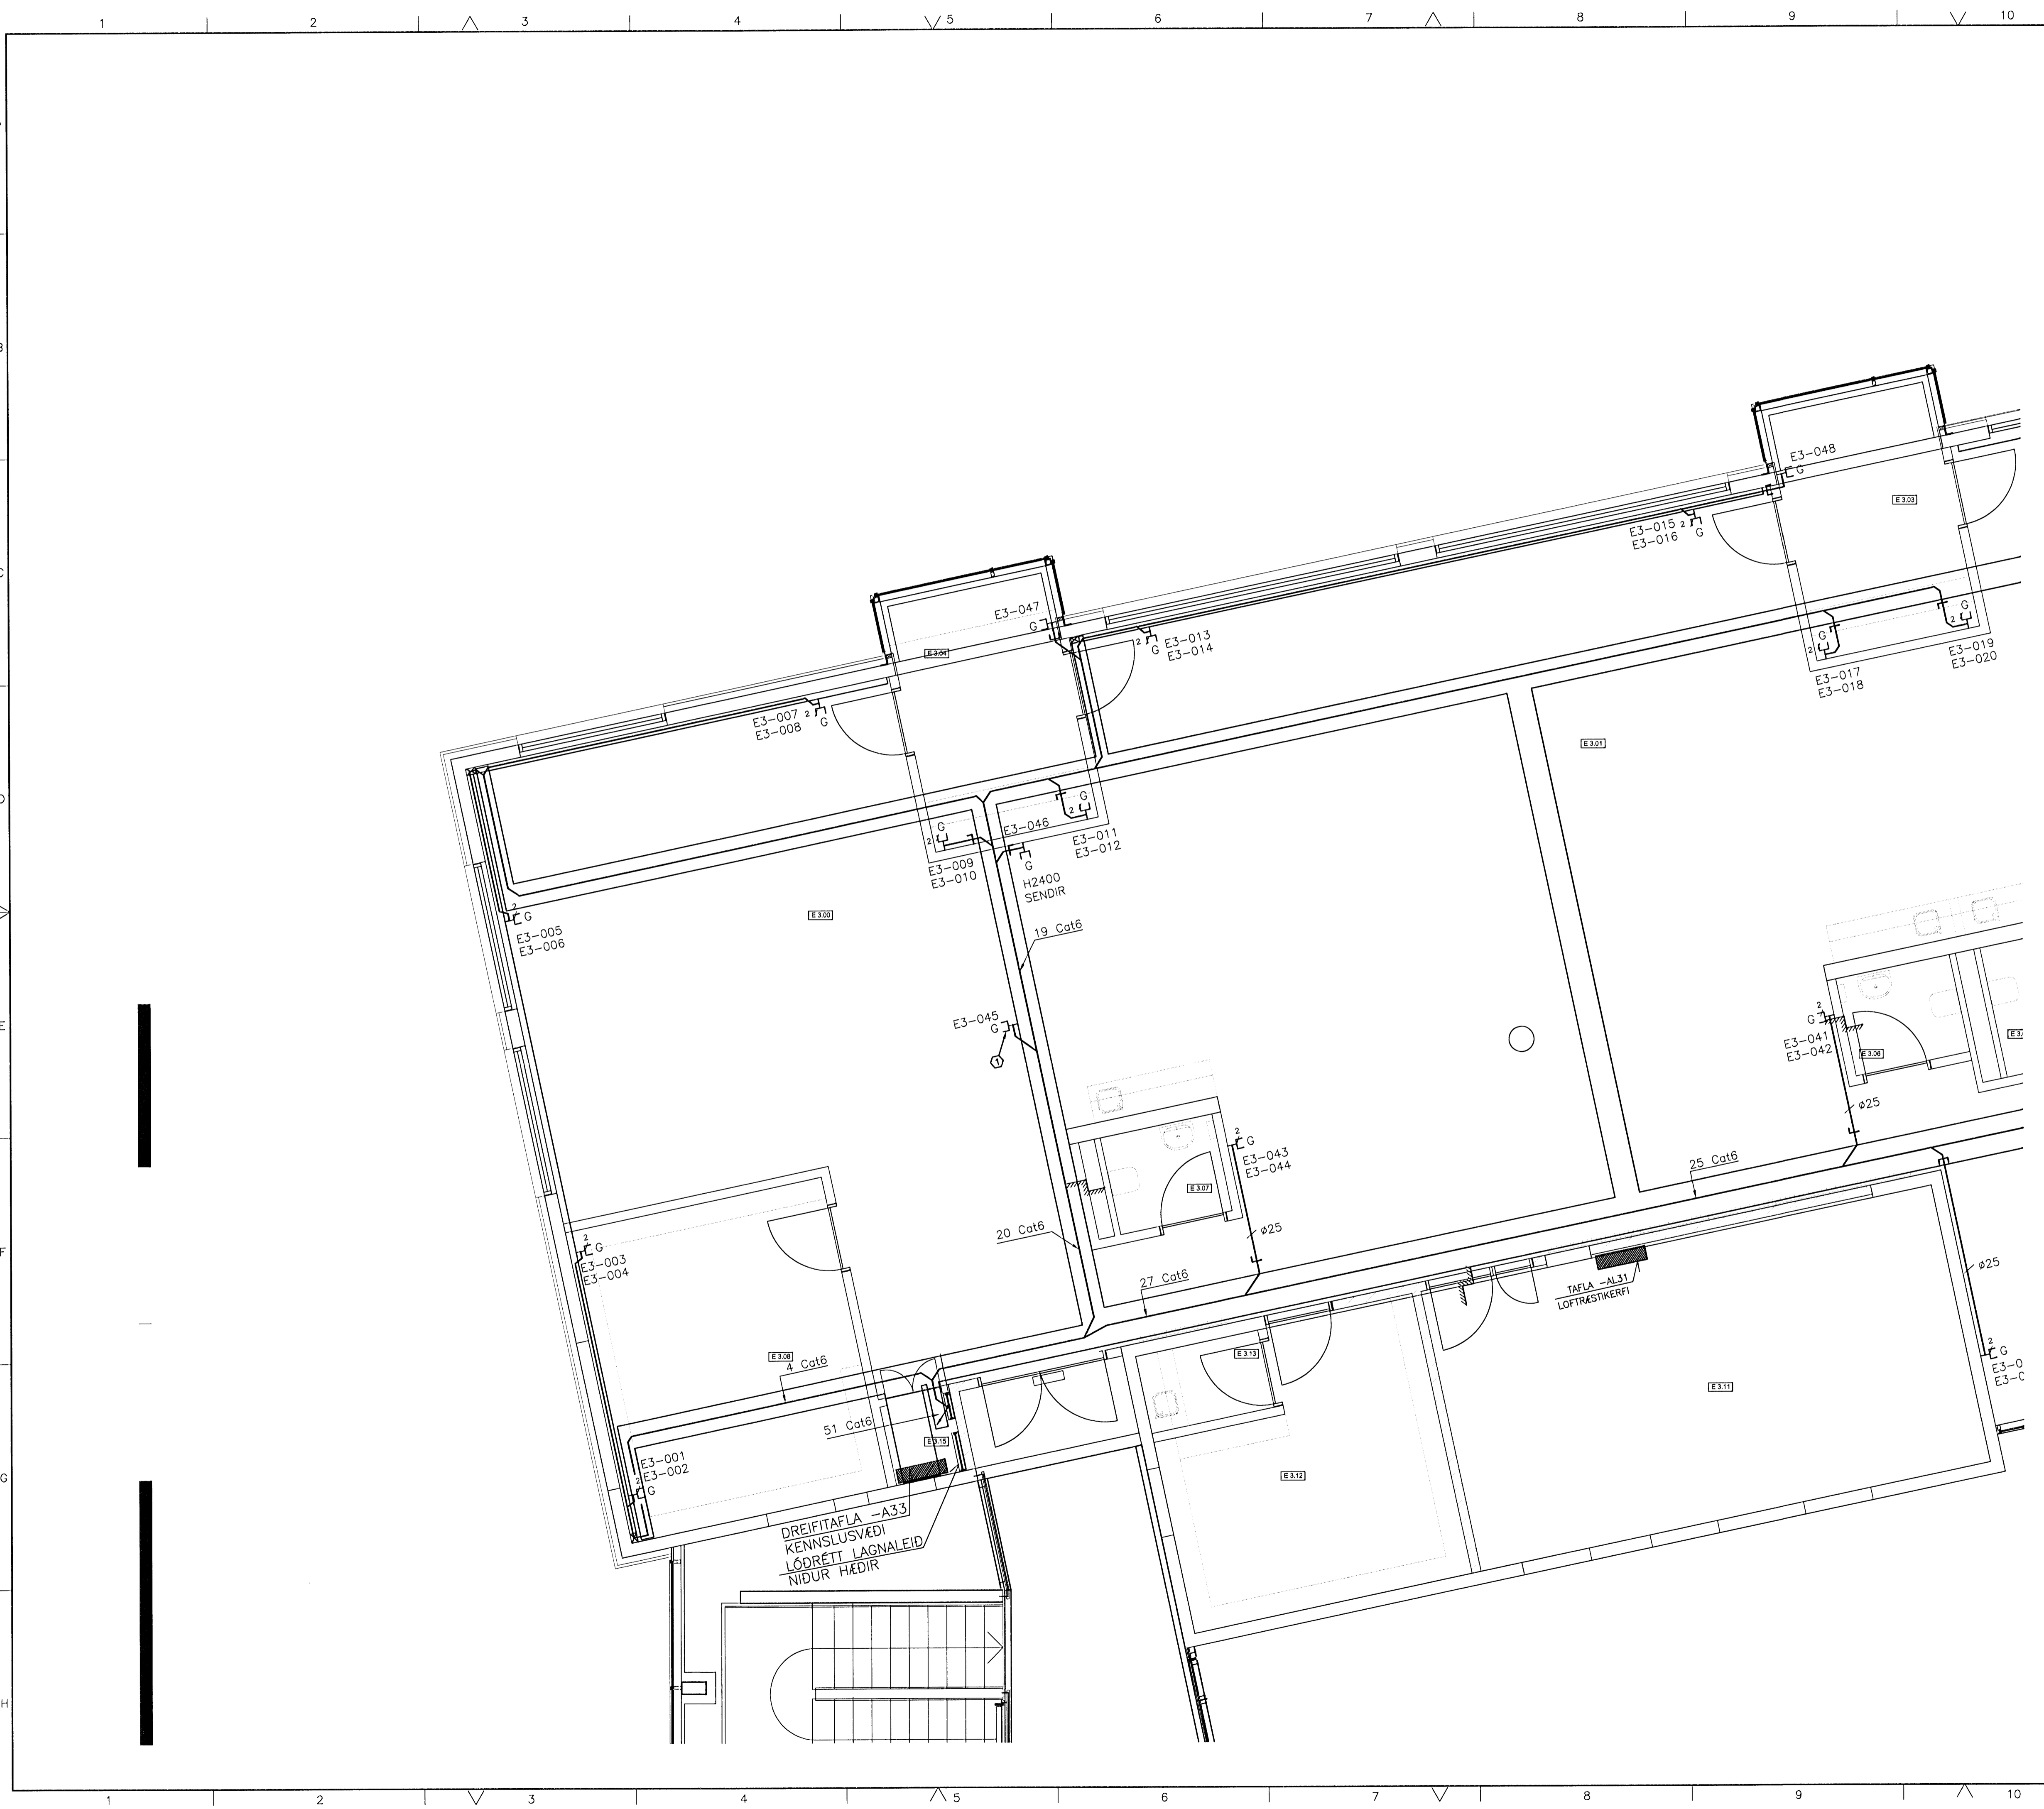 1 2 3 4 5 6 7 8 9 10
E3-048
G
E 3.03
E3-015 2
E3-016 G
E3-047
G
E3-013
E3-014
2 G
E 3.04
G 2
E3-019
E3-020
G 2
E3-017
E3-018
E3-007 2
E3-008 G
E 3.01
G 2
E3-011
E3-012
E3-046
G 2
E3-009
E3-010
G
H2400
SENDIR
E 3.00
2 G
E3-005
E3-006
19 Cat6
E3-045
G
1
2
G
E3-041
E3-042
E 3.06
ø25
2
G
E3-043
E3-044
E 3.07
ø25
25 Cat6
20 Cat6
27 Cat6
2
G
E3-003
E3-004
TAFLA -AL31
LOFTRÆSTIKERFI
ø25
2
G
E 3.08
4 Cat6
E 3.13
E 3.11
51 Cat6
E 3.15
E3-001
E3-002
2
G
E 3.12
DREIFITAFLA -A33
KENNSLUSVÆÐI
LÓÐRÉTT LAGNALEIÐ
NIÐUR HÆÐIR
B
C
D
E
F
G
H
1 2 3 4 5 6 7 8 9 10